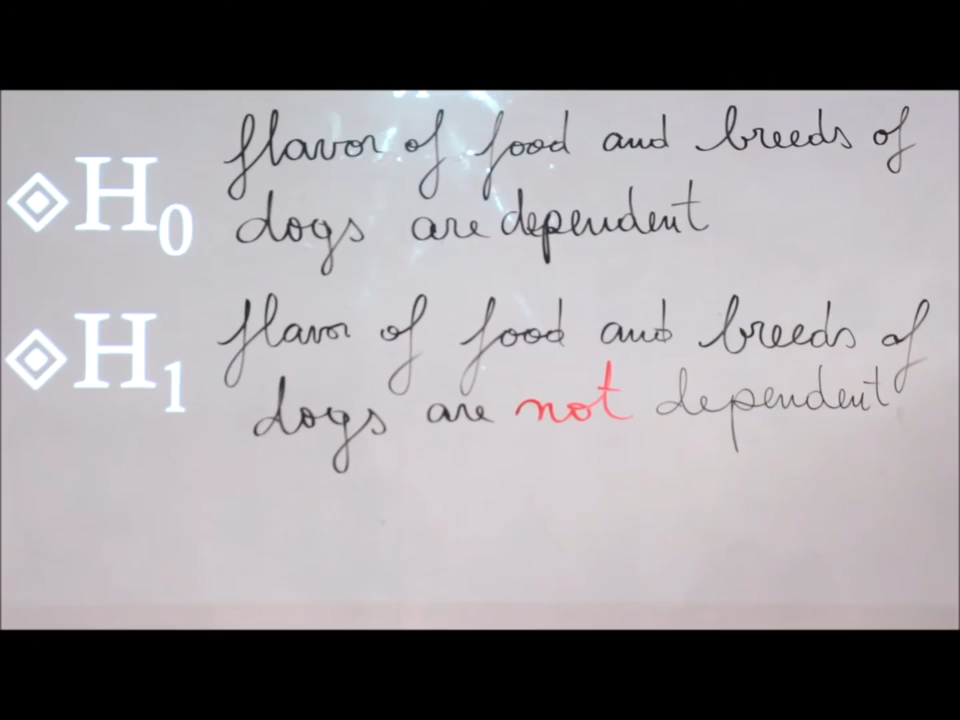 H0 flavor of food and breeds of
dogs are dependent
H1 flavor of food and breeds of
dogs are not dependent